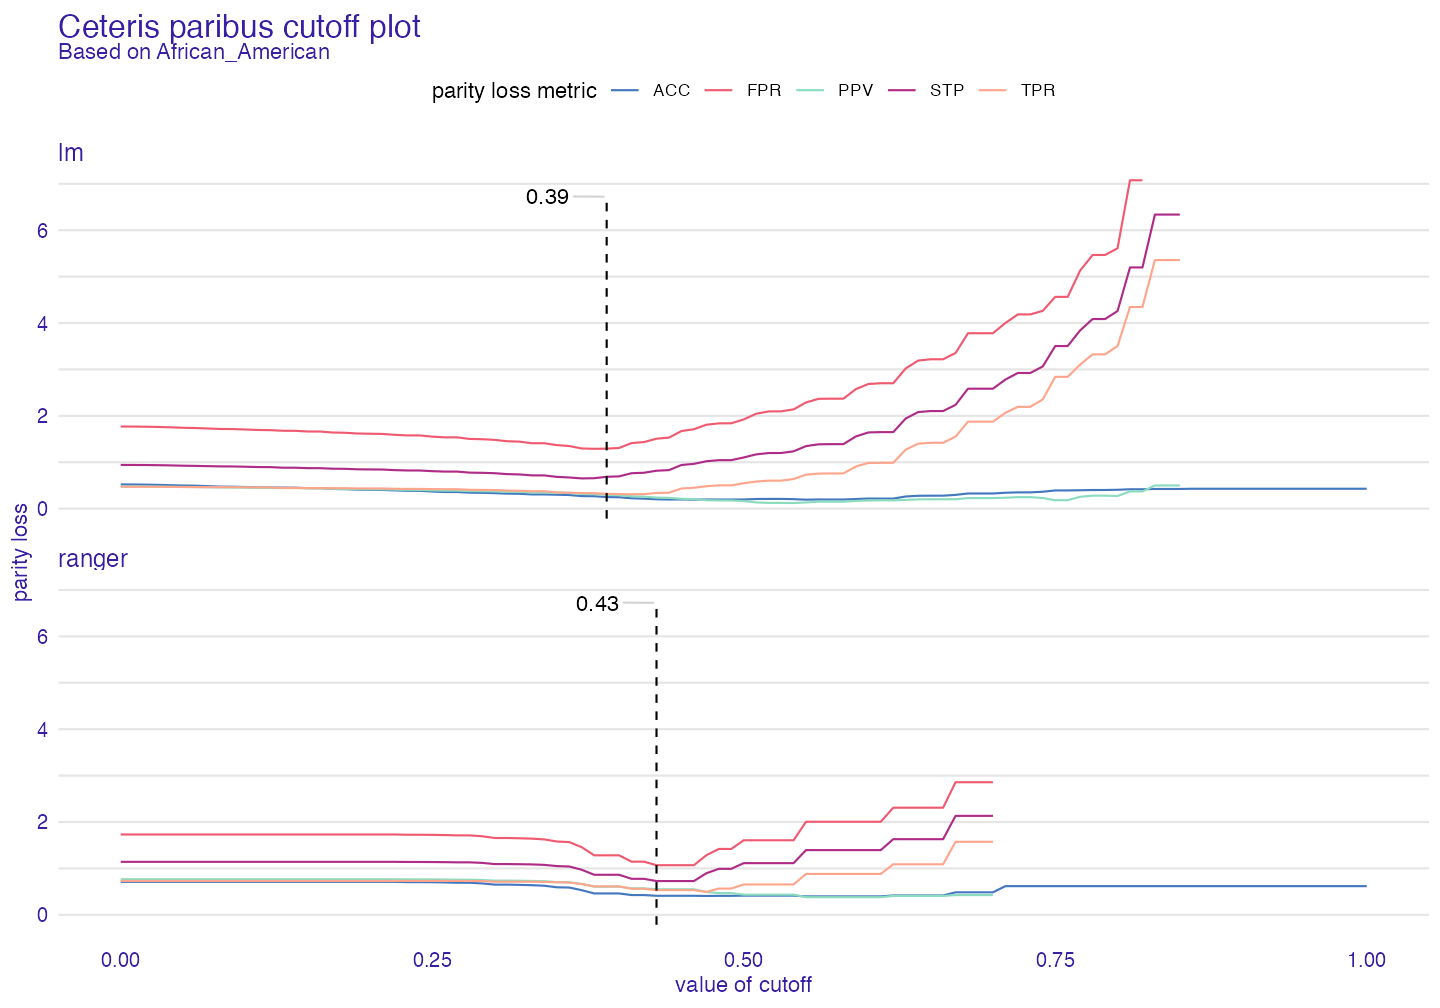 Ceteris paribus cutoff plot
Based on African_American
parity loss metric ACC FPR PPV STP TPR
lm
0.39
6
4
2
0
parity loss
ranger
0.43
6
4
2
0
0.00 0.25 0.50 0.75 1.00
value of cutoff